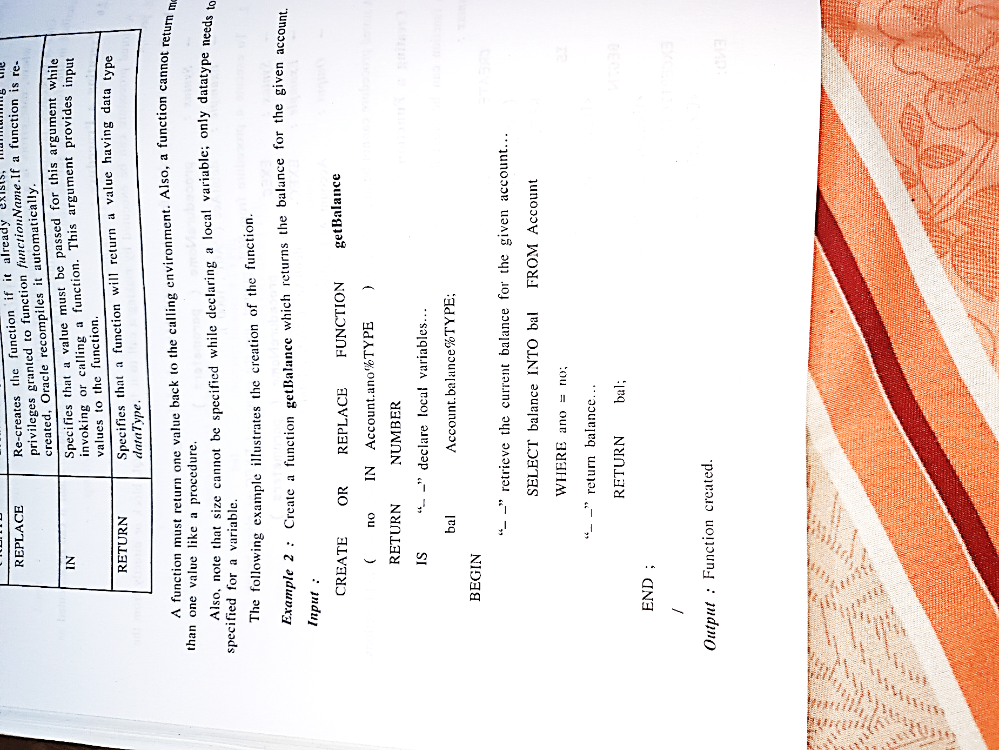 REPLACE
Re-creates the function if it already exists,
privileges granted to function functionName.If a function is re-
created, Oracle recompiles it automatically.
IN
Specifies that a value must be passed for this argument while
invoking or calling a function. This argument provides input
values to the function.
RETURN
Specifies that a function will return a value having data type
dataType.
A function must return one value back to the calling environment. Also, a function cannot return
than one value like a procedure.
Also, note that size cannot be specified while declaring a local variable; only datatype needs to
specified for a variable.
The following example illustrates the creation of the function.
Example 2 : Create a function getBalance which returns the balance for the given account.
Input :
CREATE OR REPLACE FUNCTION getBalance
( no IN Account.ano%TYPE )
RETURN NUMBER
IS “– –” declare local variables...
bal Account.balance%TYPE;
BEGIN
“– –” retrieve the current balance for the given account...
SELECT balance INTO bal FROM Account
WHERE ano = no;
“– –” return balance...
RETURN bal;
END ;
/
Output : Function created.